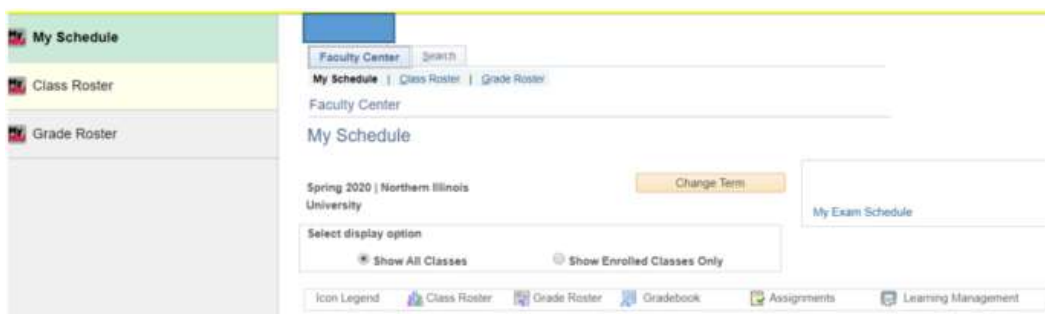 My Schedule
Class Roster
Grade Roster
Faculty Center Search
My Schedule | Class Roster | Grade Roster
Faculty Center
My Schedule
Spring 2020 | Northern Illinois
University
Change Term
My Exam Schedule
Select display option
Show All Classes Show Enrolled Classes Only
Icon Legend Class Roster Grade Roster Gradebook Assignments Learning Management